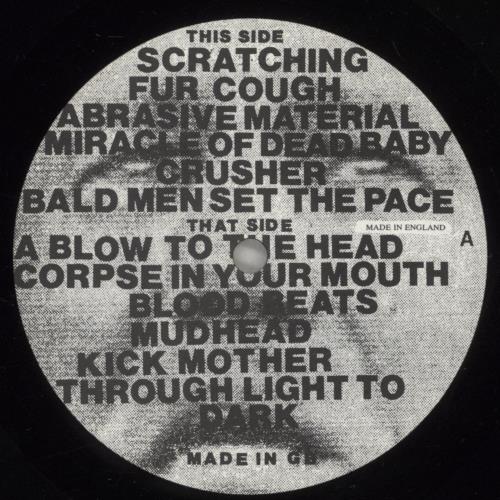 THIS SIDE
SCRATCHING
FUR COUGH
ABRASIVE MATERIAL
MIRACLE OF DEAD BABY
CRUSHER
BALD MEN SET THE PACE
THAT SIDE
MADE IN ENGLAND
A BLOW TO THE HEAD
A
CORPSE IN YOUR MOUTH
BLOOD BEATS
MUDHEAD
KICK MOTHER
THROUGH LIGHT TO
DARK
MADE IN GB